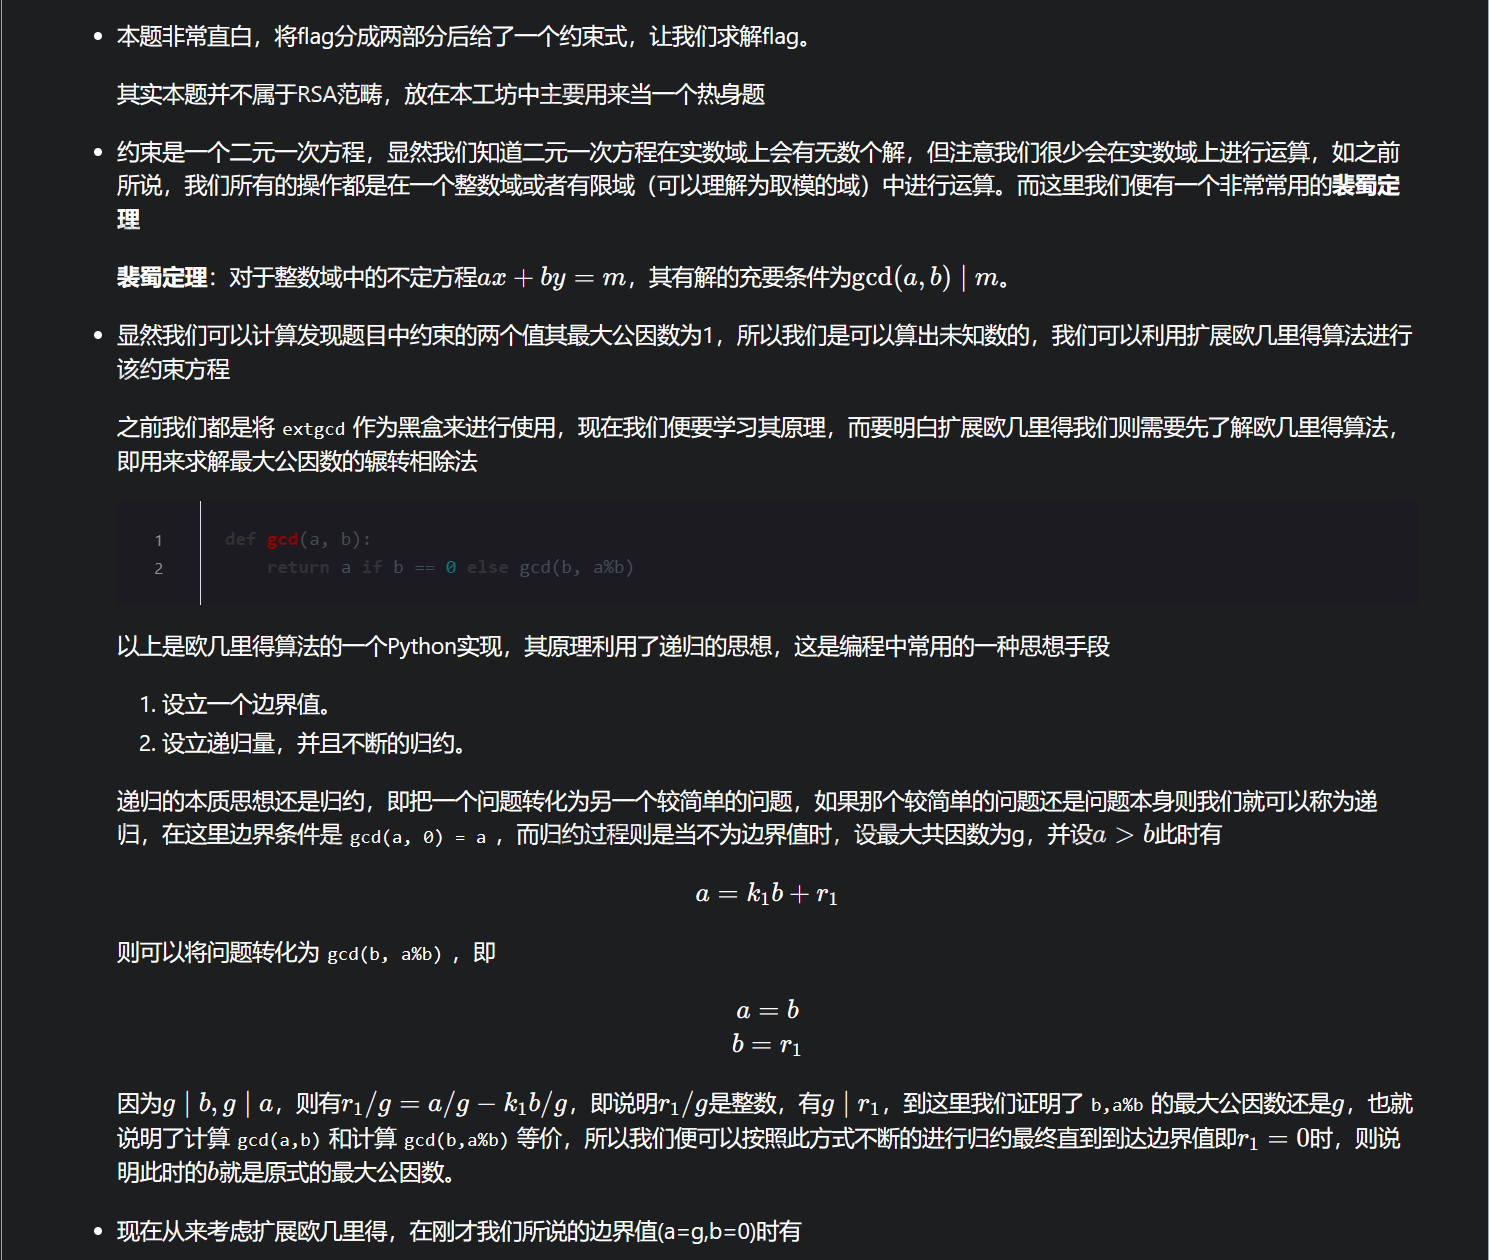 本题非常直白，将flag分成两部分后给了一个约束式，让我们求解flag。
其实本题并不属于RSA范畴，放在本工坊中主要用来当一个热身题
约束是一个二元一次方程，显然我们知道二元一次方程在实数域上会有无数个解，但注意我们很少会在实数域上进行运算，如之前
所说，我们所有的操作都是在一个整数域或者有限域（可以理解为取模的域）中进行运算。而这里我们便有一个非常常用的裴蜀定
理
裴蜀定理：对于整数域中的不定方程ax + by = m，其有解的充要条件为gcd(a, b) | m。
显然我们可以计算发现题目中约束的两个值其最大公因数为1，所以我们是可以算出未知数的，我们可以利用扩展欧几里得算法进行
该约束方程
之前我们都是将 extgcd 作为黑盒来进行使用，现在我们便要学习其原理，而要明白扩展欧几里得我们则需要先了解欧几里得算法，
即用来求解最大公因数的辗转相除法
1 def gcd(a, b):
2 return a if b == 0 else gcd(b, a%b)
以上是欧几里得算法的一个Python实现，其原理利用了递归的思想，这是编程中常用的一种思想手段
1. 设立一个边界值。
2. 设立递归量，并且不断的归约。
递归的本质思想还是归约，即把一个问题转化为另一个较简单的问题，如果那个较简单的问题还是问题本身则我们就可以称为递
归，在这里边界条件是 gcd(a, 0) = a ，而归约过程则是当不为边界值时，设最大共因数为g，并设a > b此时有
a = k₁b + r₁
则可以将问题转化为 gcd(b, a%b) ，即
a = b
b = r₁
因为g | b, g | a，则有r₁/g = a/g − k₁b/g，即说明r₁/g是整数，有g | r₁，到这里我们证明了 b,a%b 的最大公因数还是g，也就
说明了计算 gcd(a,b) 和计算 gcd(b,a%b) 等价，所以我们便可以按照此方式不断的进行归约最终直到到达边界值即r₁ = 0时，则说
明此时的b就是原式的最大公因数。
现在从来考虑扩展欧几里得，在刚才我们所说的边界值(a=g,b=0)时有